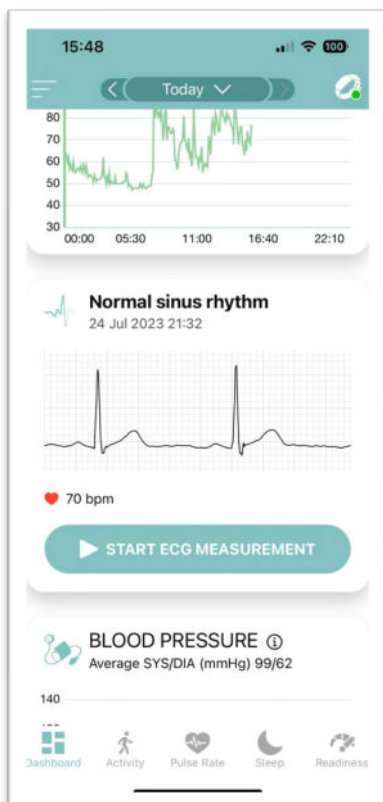 15:48
100
Today
80
70
60
50
40
30
00:00 05:30 11:00 16:40 22:10
Normal sinus rhythm
24 Jul 2023 21:32
70 bpm
START ECG MEASUREMENT
BLOOD PRESSURE
Average SYS/DIA (mmHg) 99/62
140
Dashboard Activity Pulse Rate Sleep Readiness